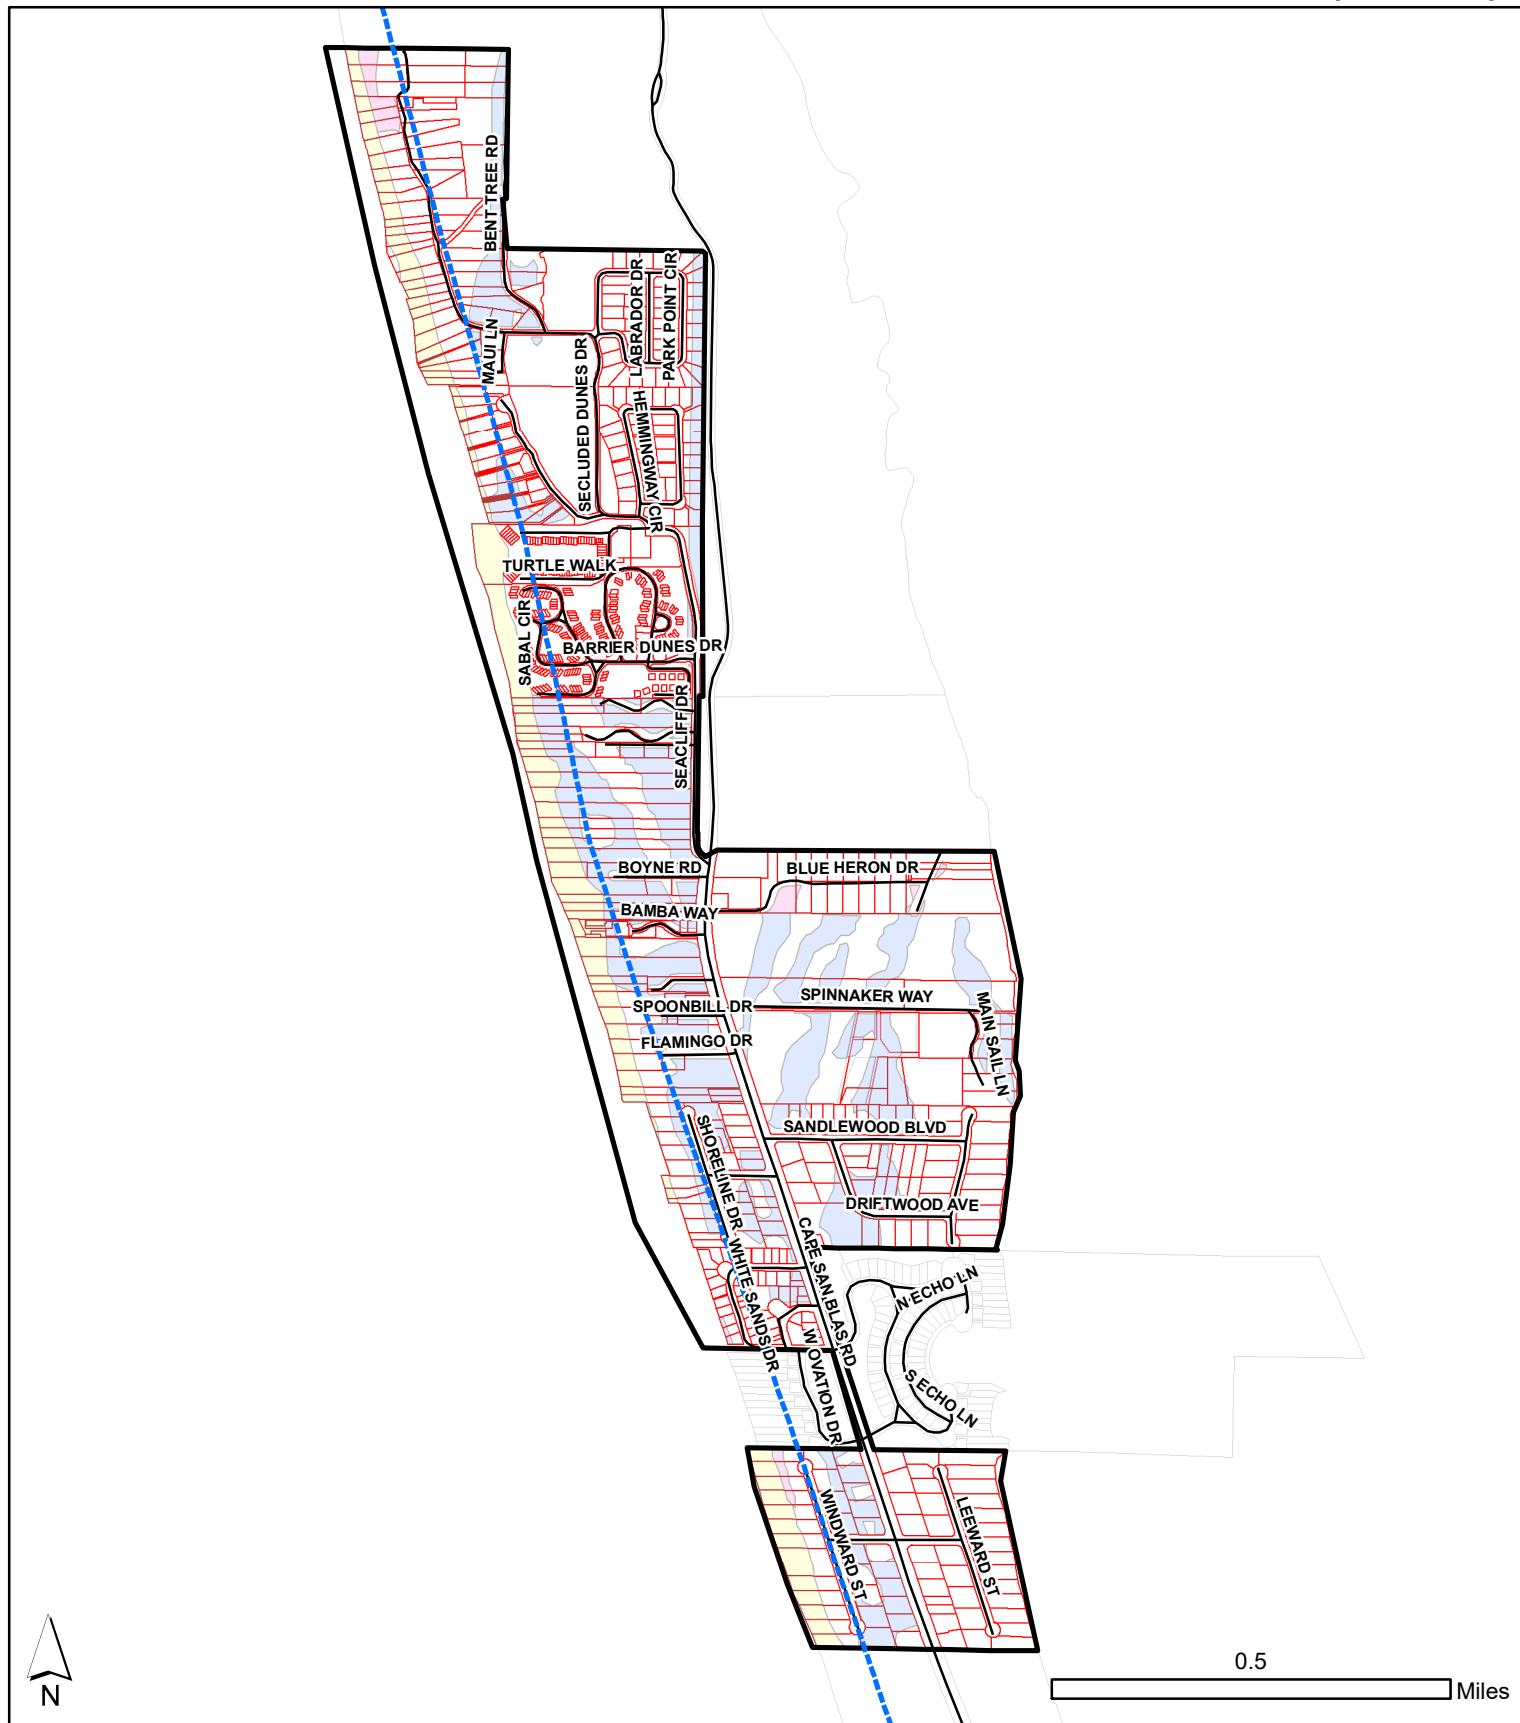 BENT TREE RD
LABRADOR DR
PARK POINT CIR
MAUI LN
SECLUDED DUNES DR
HEMMINGWAY CIR
TURTLE WALK
SABAL CIR
BARRIER DUNES DR
SEACLIFF DR
BOYNE RD
BLUE HERON DR
BAMBA WAY
SPINNAKER WAY
MAIN SAIL LN
SPOONBILL DR
FLAMINGO DR
SHORELINE DR
SANDLEWOOD BLVD
DRIFTWOOD AVE
WHITE SANDS DR
CAPE SAN BLAS RD
N ECHO LN
W OVATION DR
S ECHO LN
WINDWARD ST
LEEWARD ST
N
0.5
Miles